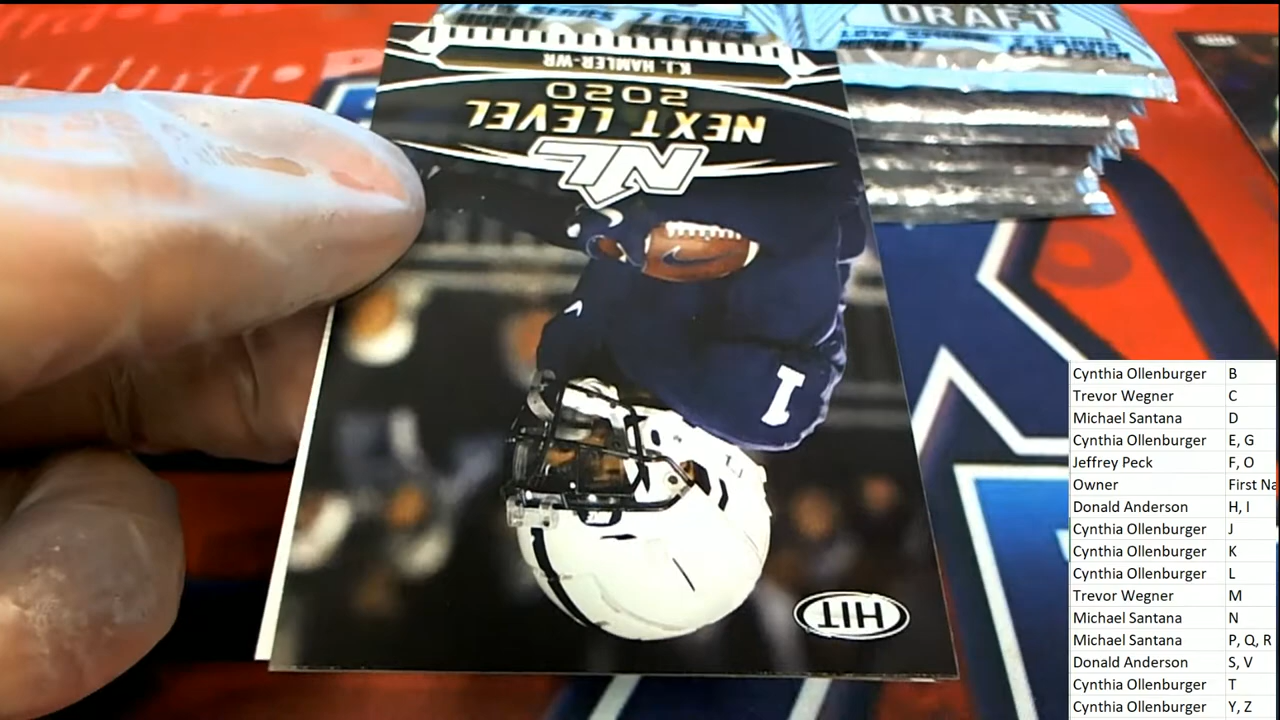 DRAFT
K.J. HAMLER-WR
2020
NEXT LEVEL
NL
I
HIT
Cynthia Ollenburger B
Trevor Wegner C
Michael Santana D
Cynthia Ollenburger E, G
Jeffrey Peck F, O
Owner First Na
Donald Anderson H, I
Cynthia Ollenburger J
Cynthia Ollenburger K
Cynthia Ollenburger L
Trevor Wegner M
Michael Santana N
Michael Santana P, Q, R
Donald Anderson S, V
Cynthia Ollenburger T
Cynthia Ollenburger Y, Z